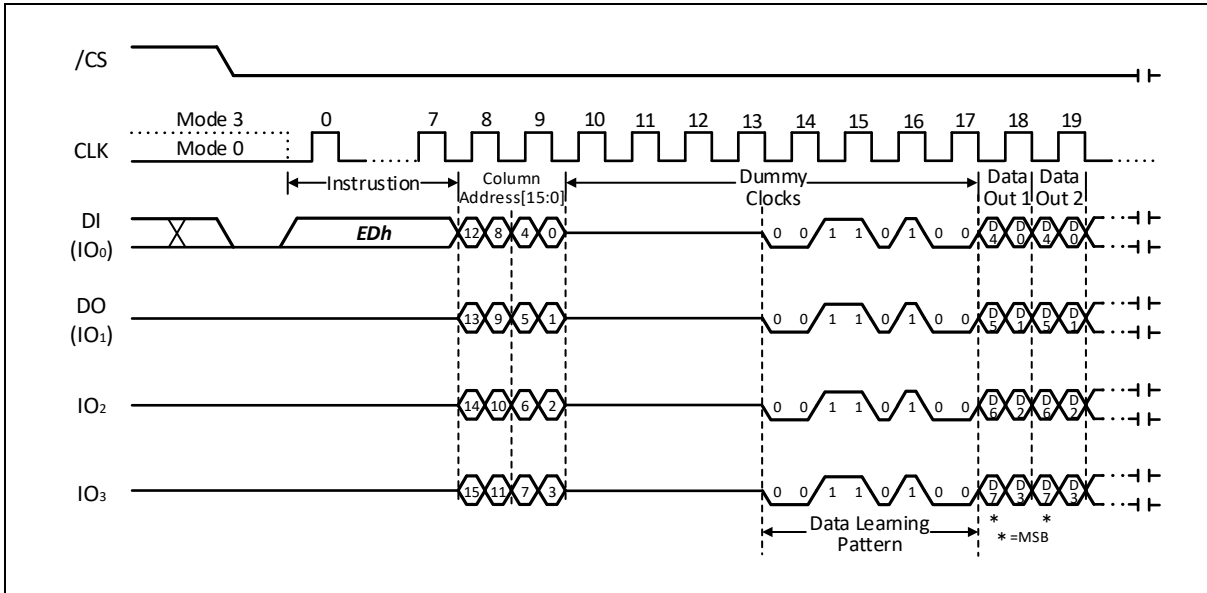 /CS
Mode 3
0 7 8 9 10 11 12 13 14 15 16 17 18 19
CLK
Mode 0
Instrustion
Column
Address[15:0]
Dummy
Clocks
Data
Out 1
Data
Out 2
DI
(IO0)
EDh
12 8 4 0
0 0 1 1 0 1 0 0
D4 D0 D4 D0
DO
(IO1)
13 9 5 1
0 0 1 1 0 1 0 0
D5 D1 D5 D1
IO2
14 10 6 2
0 0 1 1 0 1 0 0
D6 D2 D6 D2
IO3
15 11 7 3
0 0 1 1 0 1 0 0
D7 D3 D7 D3
Data Learning
Pattern
* *
* =MSB